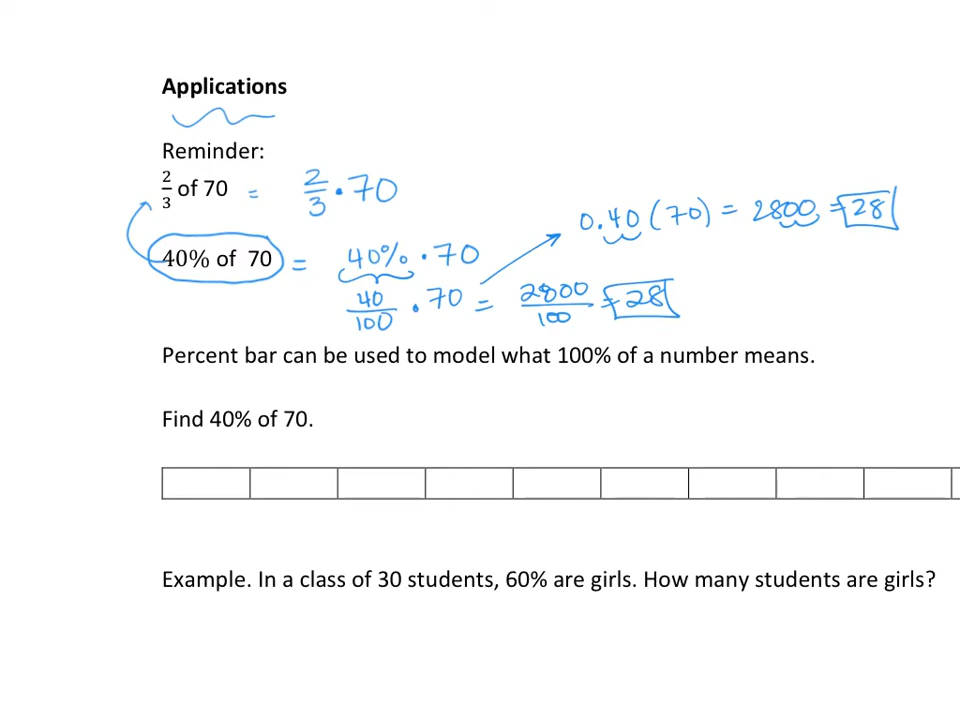 Applications
Reminder:
2/3 of 70 = 2/3 · 70
0.40 (70) = 2800 = 28
40% of 70 = 40% · 70
40/100 · 70 = 2800/100 = 28
Percent bar can be used to model what 100% of a number means.
Find 40% of 70.
Example. In a class of 30 students, 60% are girls. How many students are girls?